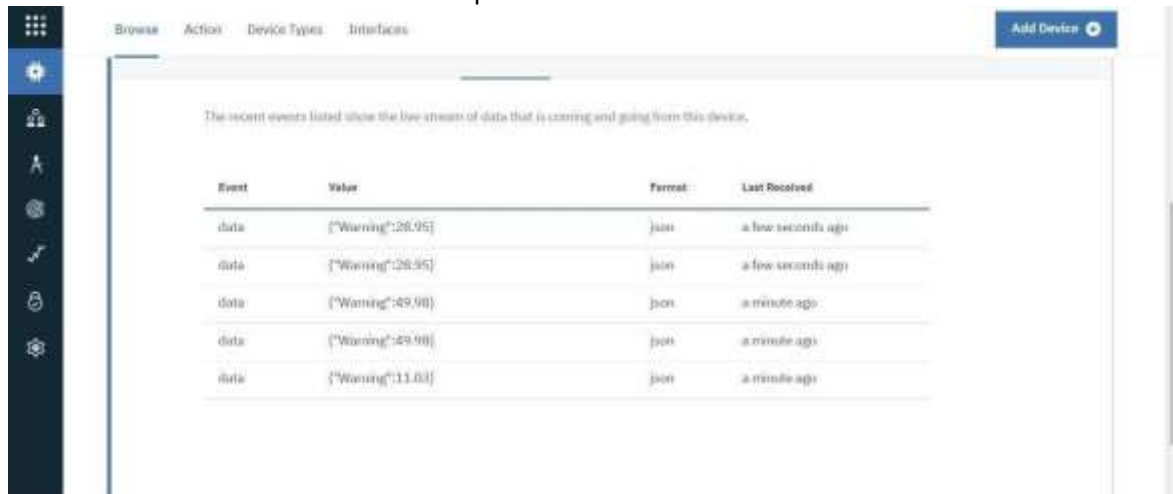 Browse Action Device Types Interfaces Add Device
The recent events listed show the live stream of data that is coming and going from this device.
Event Value Format Last Received
data {"Warning":28.95} json a few seconds ago
data {"Warning":28.95} json a few seconds ago
data {"Warning":49.98} json a minute ago
data {"Warning":49.98} json a minute ago
data {"Warning":11.03} json a minute ago